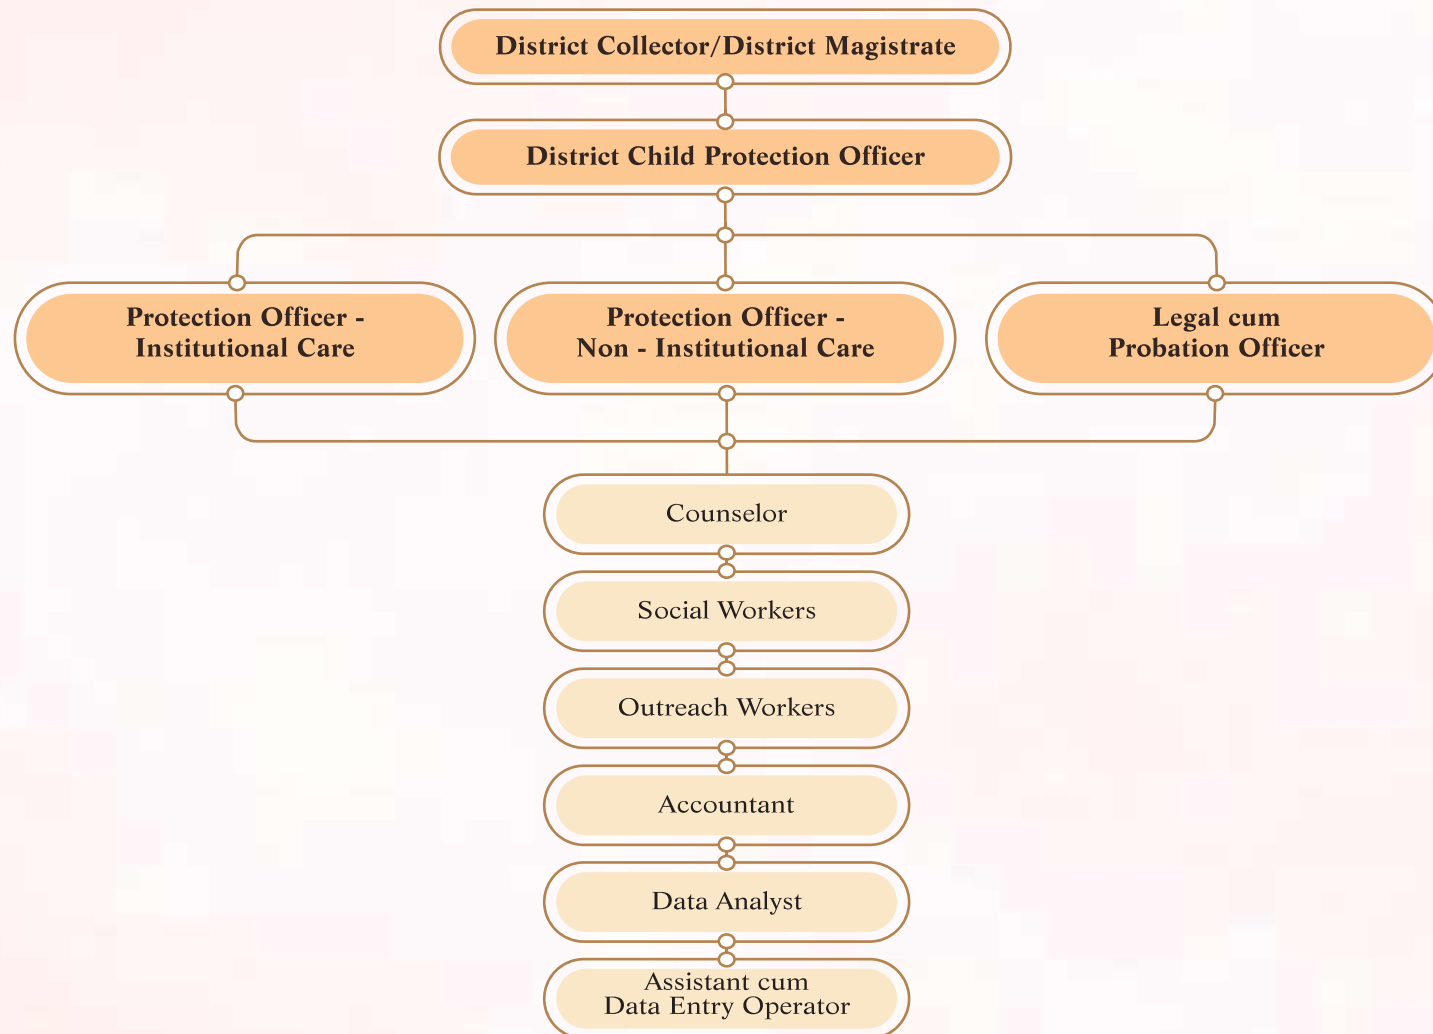 District Collector/District Magistrate
District Child Protection Officer
Protection Officer -
Institutional Care
Protection Officer -
Non - Institutional Care
Legal cum
Probation Officer
Counselor
Social Workers
Outreach Workers
Accountant
Data Analyst
Assistant cum
Data Entry Operator